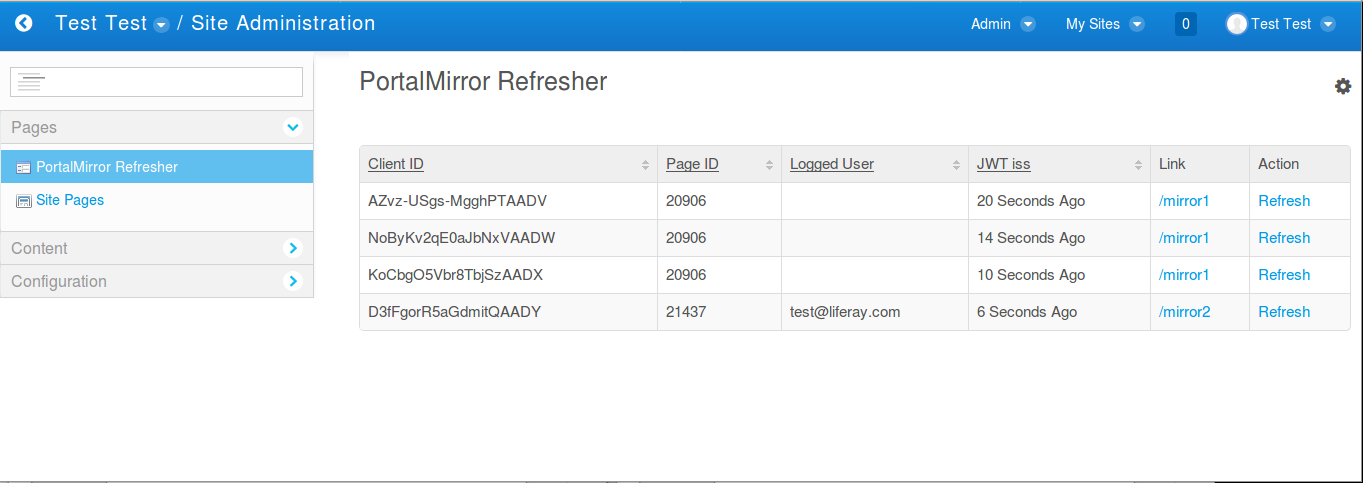 Test Test / Site Administration Admin My Sites 0 Test Test
PortalMirror Refresher
Pages
PortalMirror Refresher
Site Pages
Content
Configuration
Client ID Page ID Logged User JWT iss Link Action
AZvz-USgs-MgghPTAADV 20906 20 Seconds Ago /mirror1 Refresh
NoByKv2qE0aJbNxVAADW 20906 14 Seconds Ago /mirror1 Refresh
KoCbgO5Vbr8TbjSzAADX 20906 10 Seconds Ago /mirror1 Refresh
D3fFgorR5aGdmitQAADY 21437 test@liferay.com 6 Seconds Ago /mirror2 Refresh